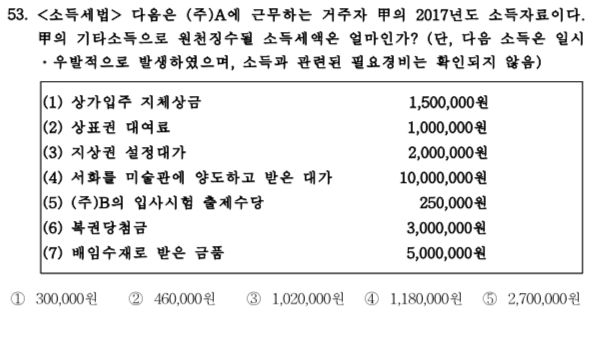 53. <소득세법> 다음은 (주)A에 근무하는 거주자 甲의 2017년도 소득자료이다.
甲의 기타소득으로 원천징수될 소득세액은 얼마인가? (단, 다음 소득은 일시
·우발적으로 발생하였으며, 소득과 관련된 필요경비는 확인되지 않음)
(1) 상가입주 지체상금 1,500,000원
(2) 상표권 대여료 1,000,000원
(3) 지상권 설정대가 2,000,000원
(4) 서화를 미술관에 양도하고 받은 대가 10,000,000원
(5) (주)B의 입사시험 출제수당 250,000원
(6) 복권당첨금 3,000,000원
(7) 배임수재로 받은 금품 5,000,000원
① 300,000원 ② 460,000원 ③ 1,020,000원 ④ 1,180,000원 ⑤ 2,700,000원